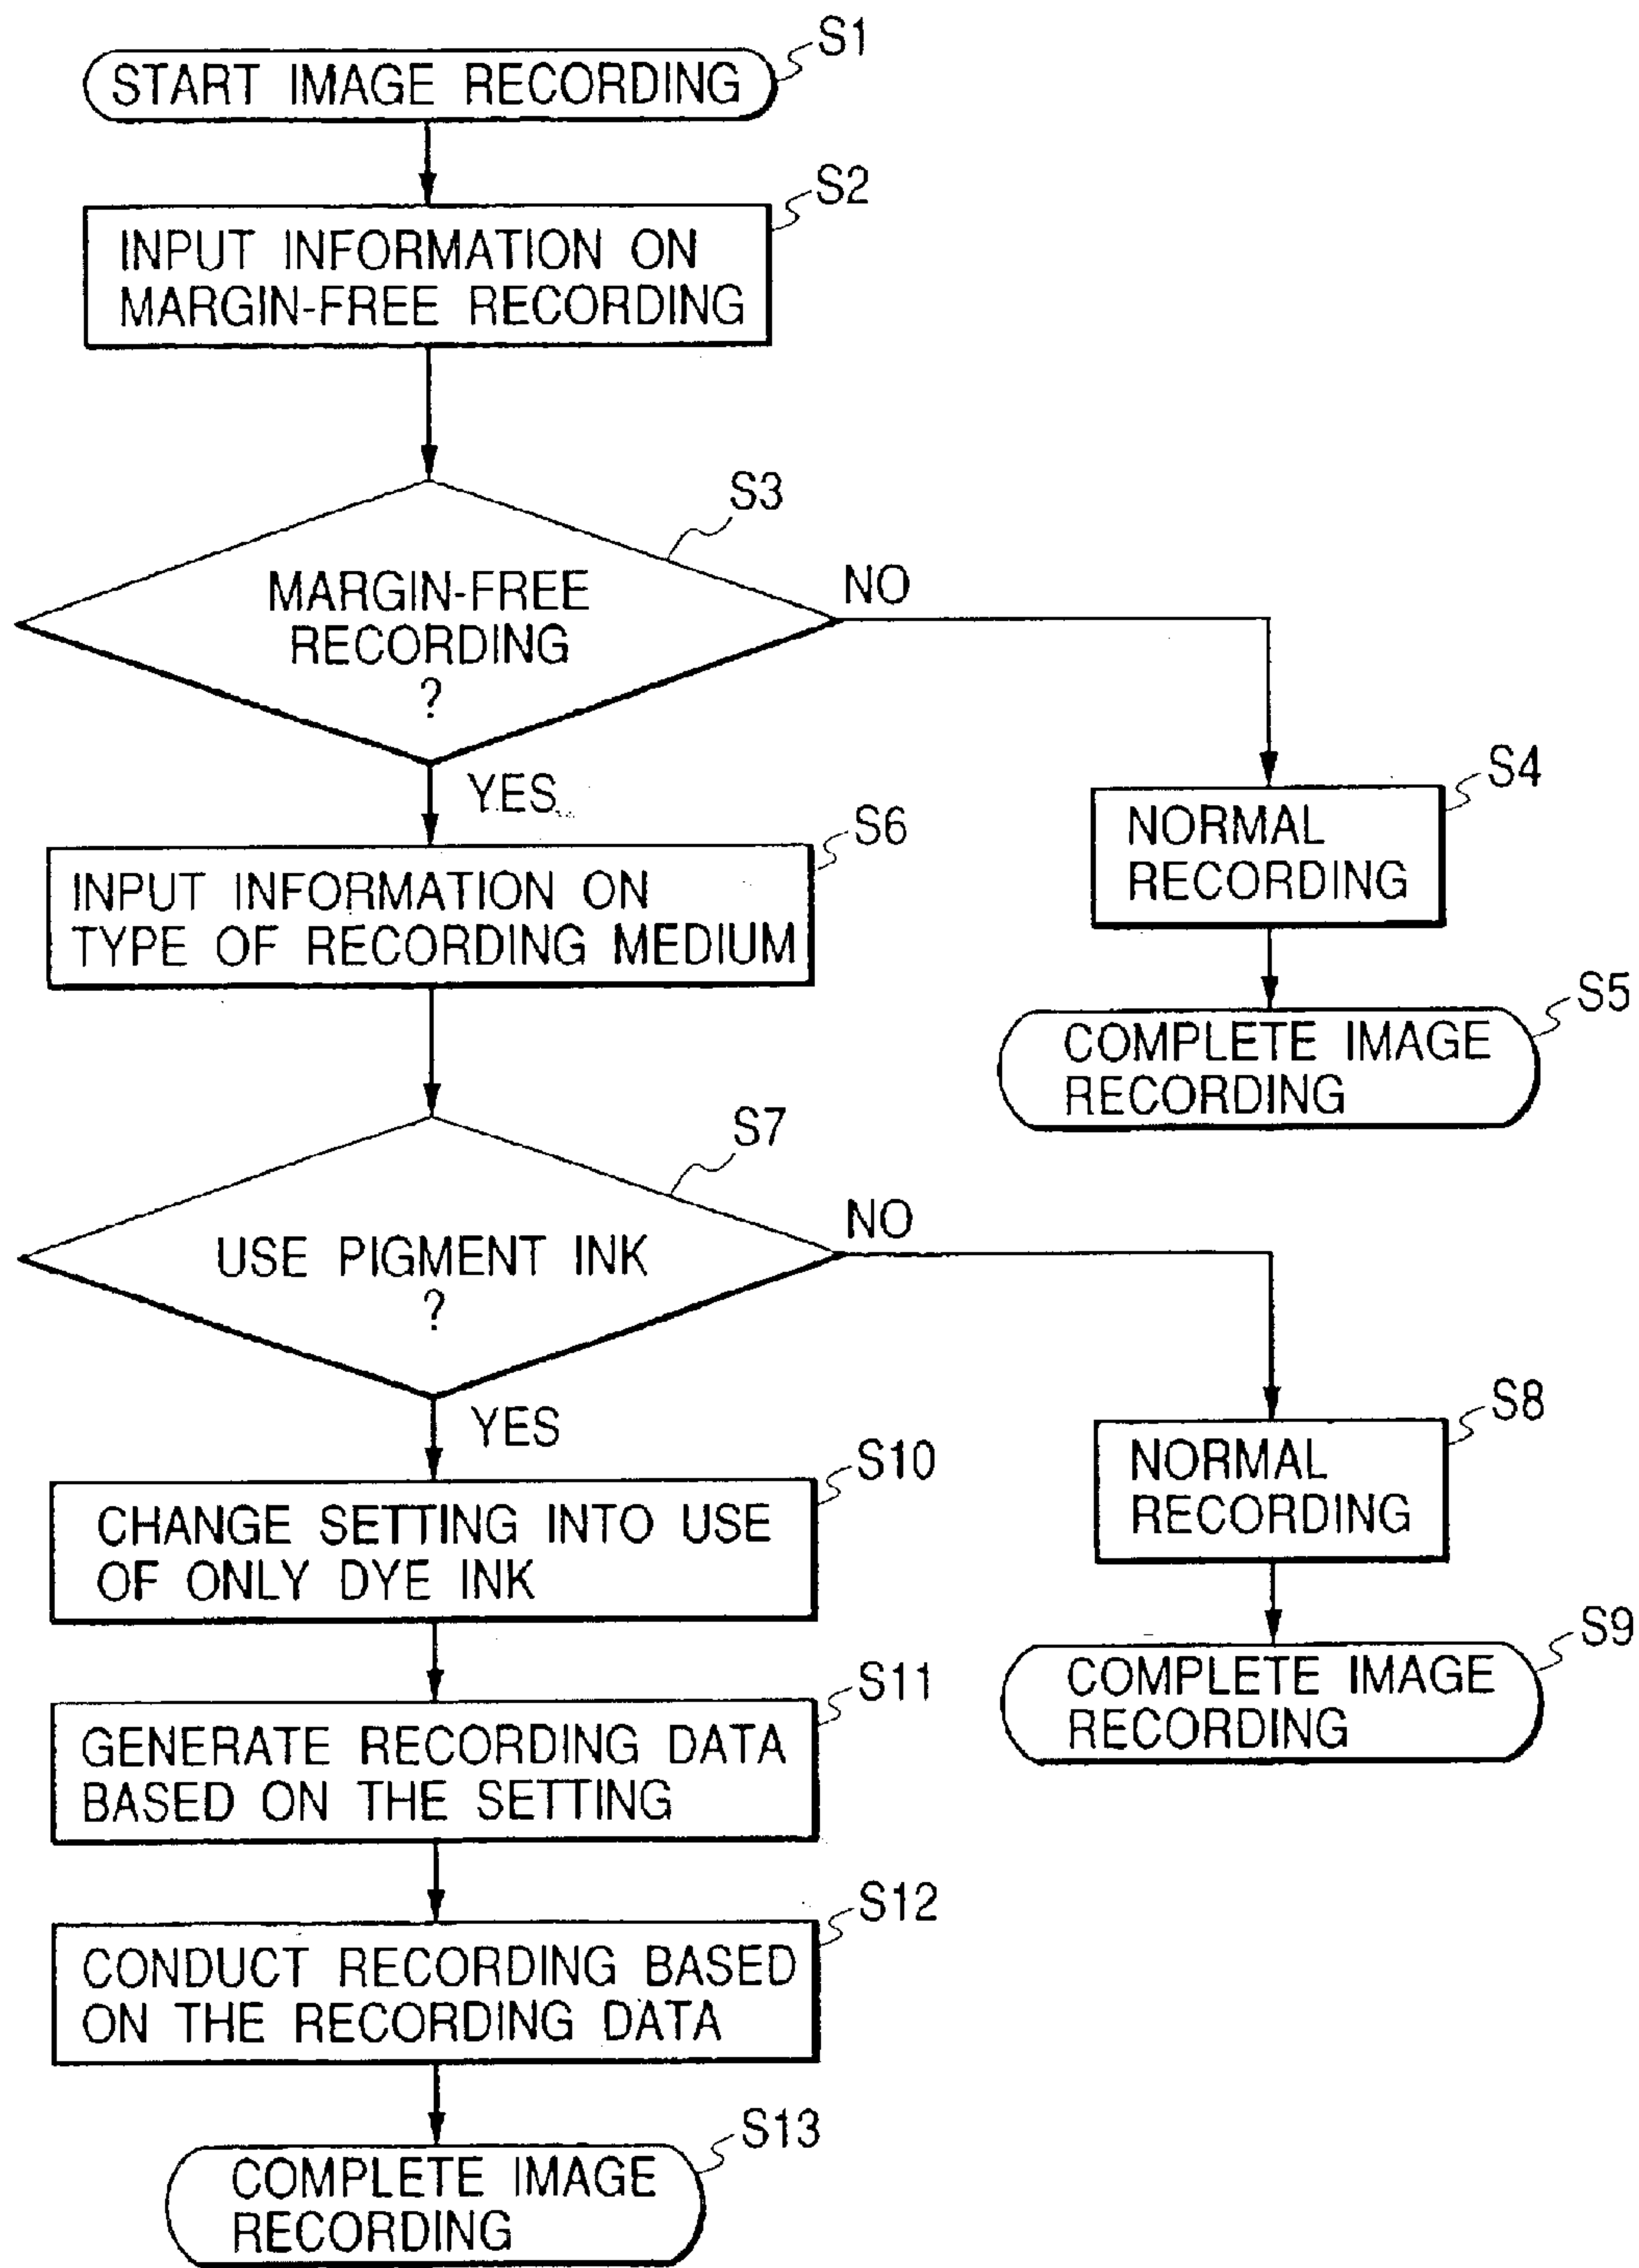 S1
START IMAGE RECORDING
S2
INPUT INFORMATION ON
MARGIN-FREE RECORDING
S3
MARGIN-FREE
RECORDING
?
NO
YES
S4
NORMAL
RECORDING
S5
COMPLETE IMAGE
RECORDING
S6
INPUT INFORMATION ON
TYPE OF RECORDING MEDIUM
S7
USE PIGMENT INK
?
NO
YES
S8
NORMAL
RECORDING
S9
COMPLETE IMAGE
RECORDING
S10
CHANGE SETTING INTO USE
OF ONLY DYE INK
S11
GENERATE RECORDING DATA
BASED ON THE SETTING
S12
CONDUCT RECORDING BASED
ON THE RECORDING DATA
S13
COMPLETE IMAGE
RECORDING